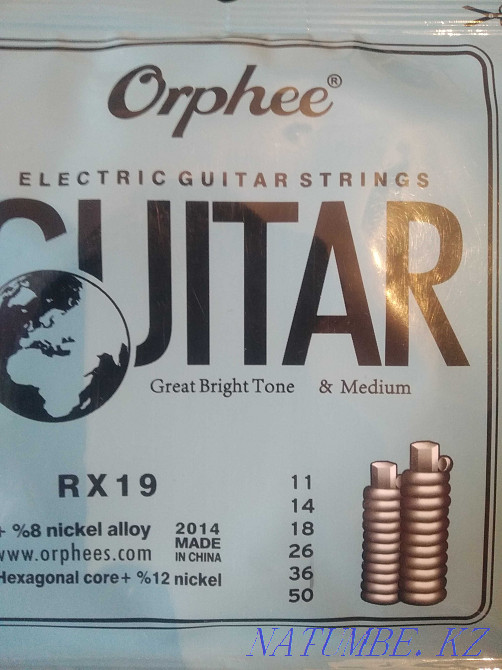 Orphee®
ELECTRIC GUITAR STRINGS
GUITAR
Great Bright Tone & Medium
RX19
+ %8 nickel alloy
www.orphees.com
Hexagonal core+ %12 nickel
2014
MADE
IN CHINA
11
14
18
26
36
50
NATUMBE. KZ